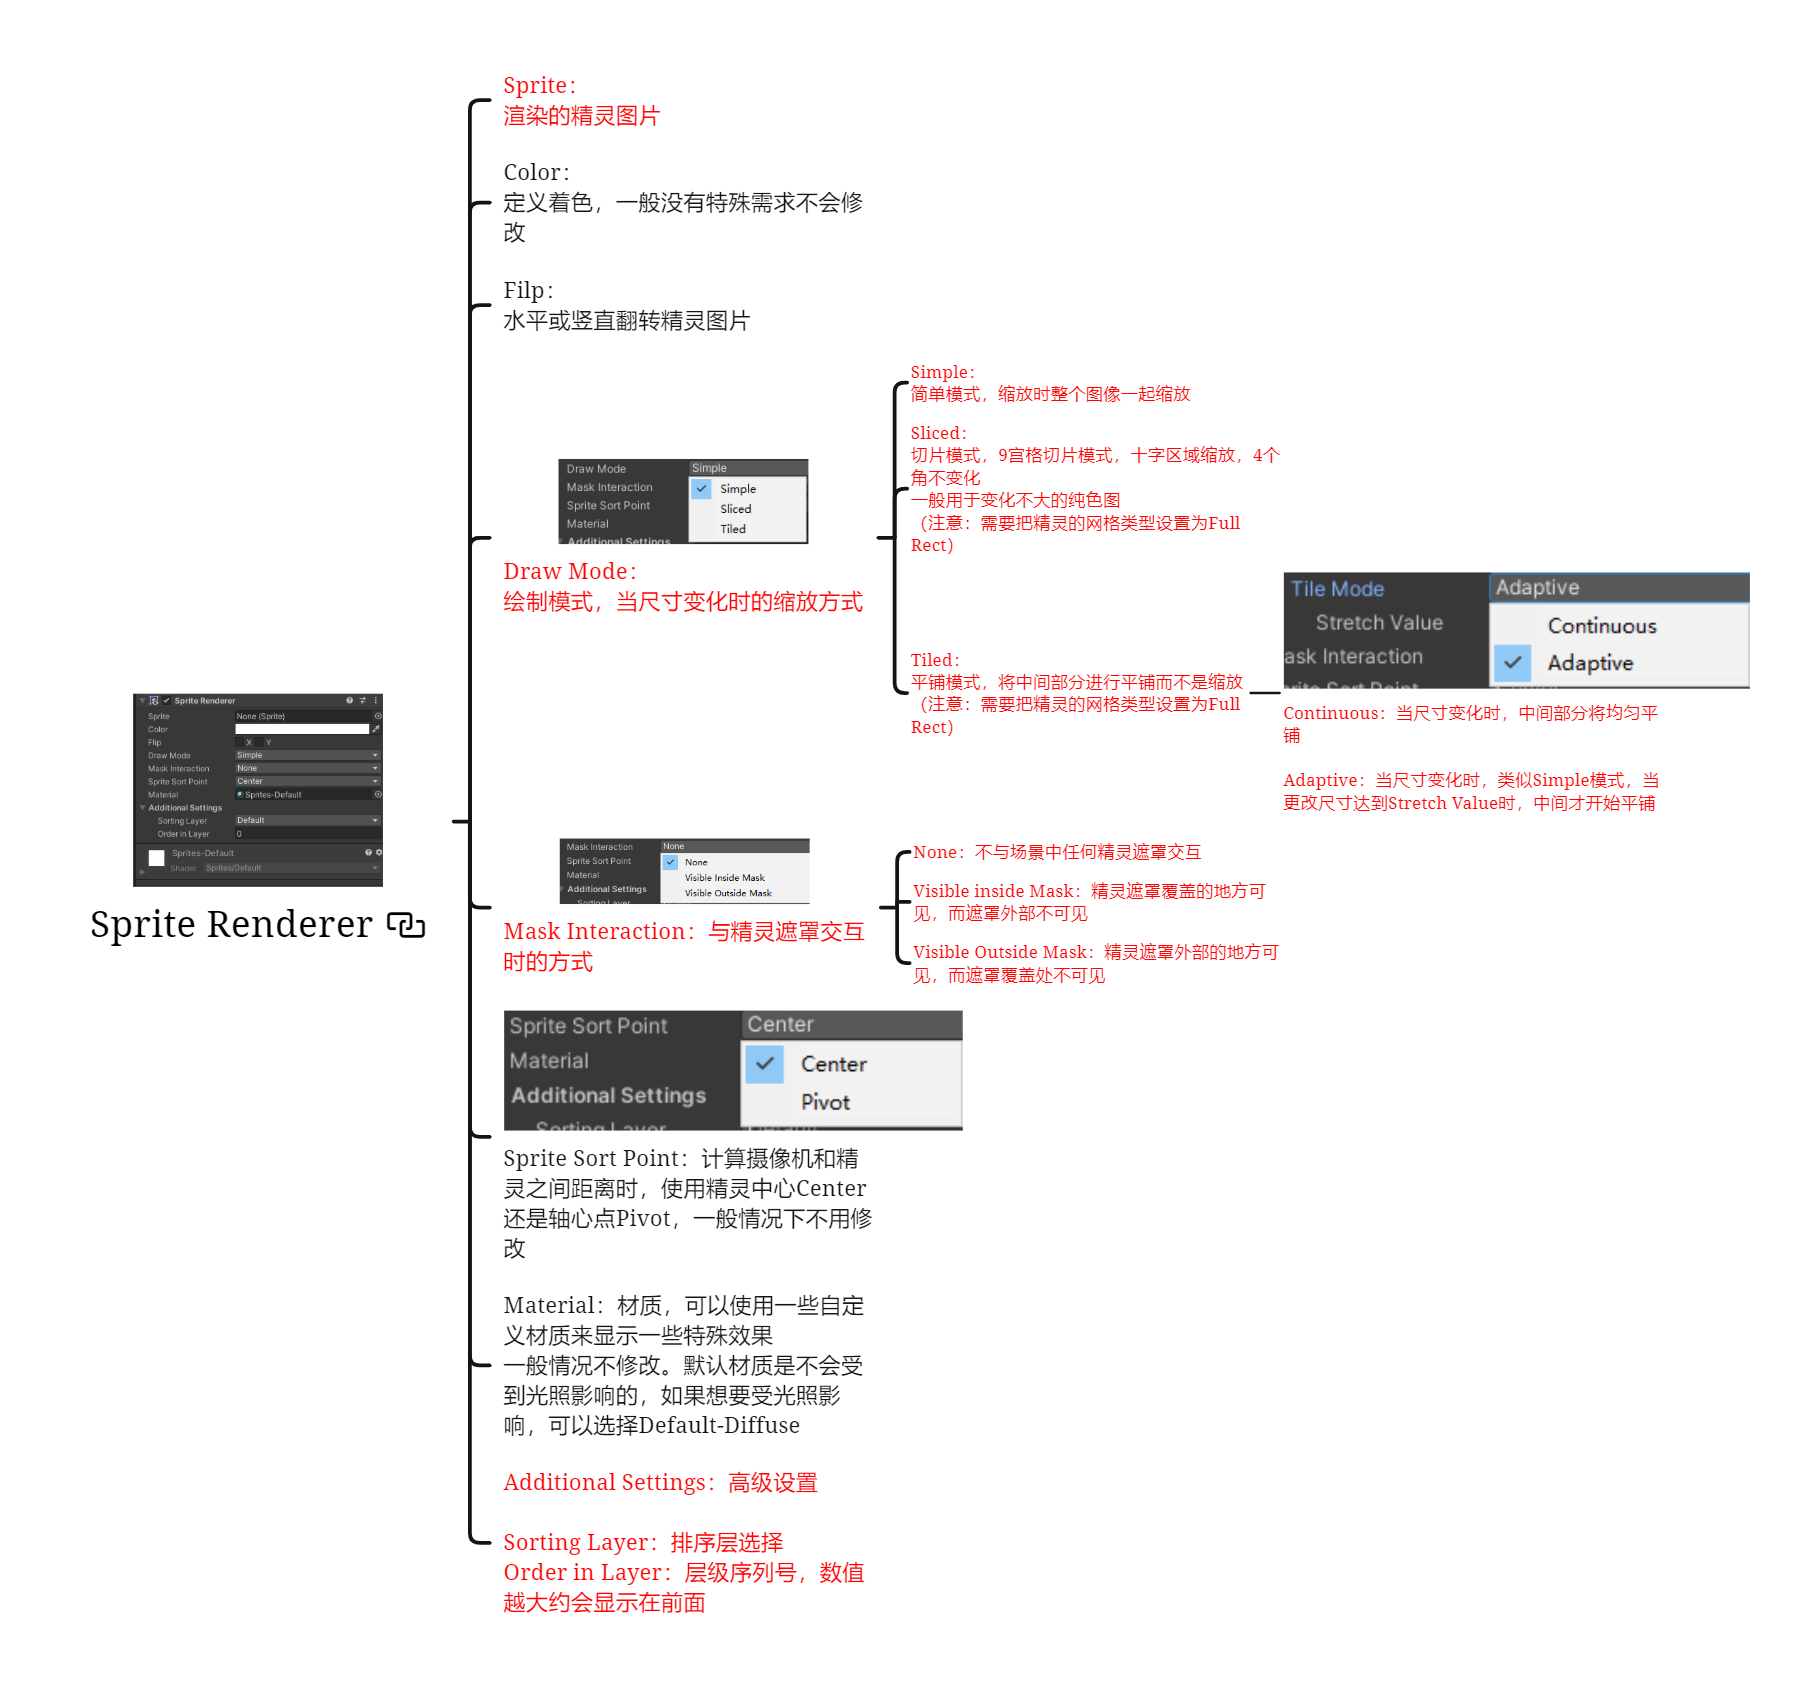 Sprite：
渲染的精灵图片
Color：
定义着色，一般没有特殊需求不会修
改
Filp：
水平或竖直翻转精灵图片
Draw Mode Simple
Mask Interaction Simple
Sprite Sort Point Sliced
Material Tiled
Additional Settings
Draw Mode：
绘制模式，当尺寸变化时的缩放方式
Simple：
简单模式，缩放时整个图像一起缩放
Sliced：
切片模式，9宫格切片模式，十字区域缩放，4个
角不变化
一般用于变化不大的纯色图
（注意：需要把精灵的网格类型设置为Full
Rect）
Tiled：
平铺模式，将中间部分进行平铺而不是缩放
（注意：需要把精灵的网格类型设置为Full
Rect）
Tile Mode Adaptive
Stretch Value Continuous
ask Interaction Adaptive
rite Sort Point
Continuous：当尺寸变化时，中间部分将均匀平
铺
Adaptive：当尺寸变化时，类似Simple模式，当
更改尺寸达到Stretch Value时，中间才开始平铺
Sprite Renderer
Sprite None (Sprite)
Color
Flip X Y
Draw Mode Simple
Mask Interaction None
Sprite Sort Point Center
Material Sprites-Default
Additional Settings
Sorting Layer Default
Order in Layer 0
Sprites-Default
Shader Sprites/Default
Sprite Renderer
Mask Interaction None
Sprite Sort Point None
Material Visible Inside Mask
Additional Settings Visible Outside Mask
Sorting Layer
Mask Interaction：与精灵遮罩交互
时的方式
None：不与场景中任何精灵遮罩交互
Visible inside Mask：精灵遮罩覆盖的地方可
见，而遮罩外部不可见
Visible Outside Mask：精灵遮罩外部的地方可
见，而遮罩覆盖处不可见
Sprite Sort Point Center
Material Center
Additional Settings Pivot
Sorting Layer Default
Sprite Sort Point：计算摄像机和精
灵之间距离时，使用精灵中心Center
还是轴心点Pivot，一般情况下不用修
改
Material：材质，可以使用一些自定
义材质来显示一些特殊效果
一般情况不修改。默认材质是不会受
到光照影响的，如果想要受光照影
响，可以选择Default-Diffuse
Additional Settings：高级设置
Sorting Layer：排序层选择
Order in Layer：层级序列号，数值
越大约会显示在前面